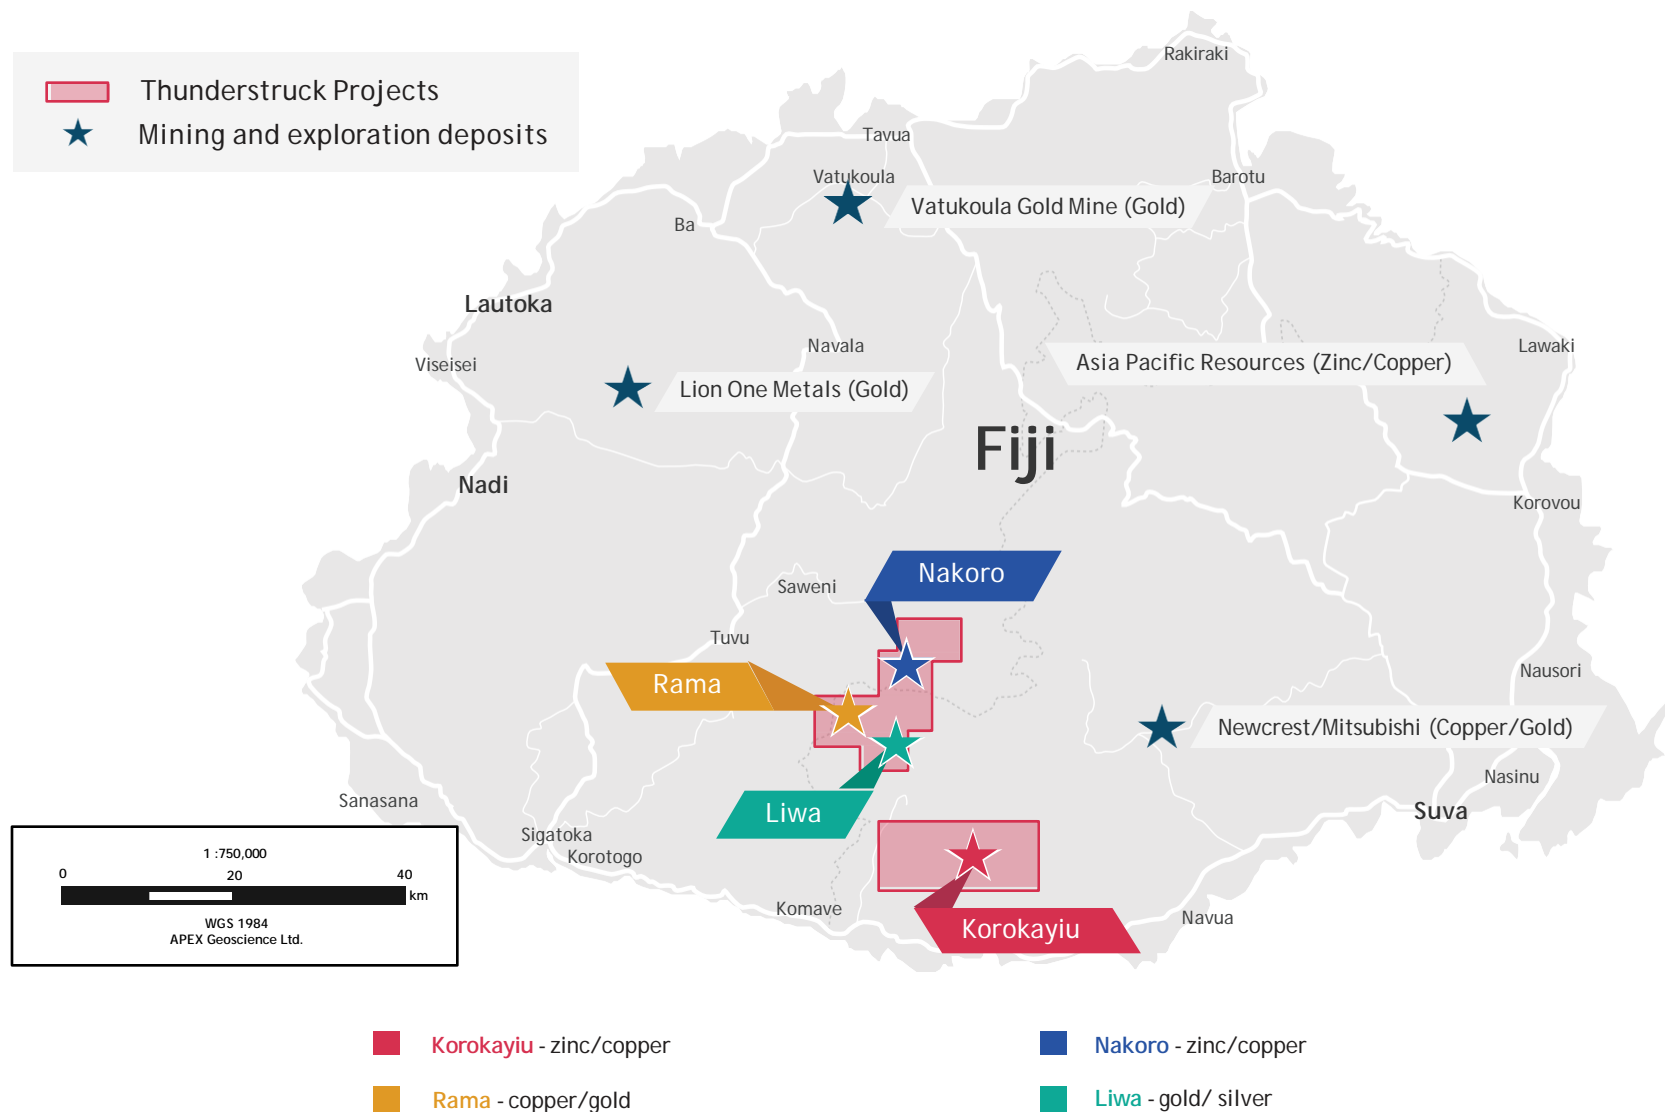 Thunderstruck Projects
Mining and exploration deposits
Rakiraki
Tavua
Vatukoula
Barotu
Vatukoula Gold Mine (Gold)
Ba
Lautoka
Navala
Lawaki
Viseisei
Asia Pacific Resources (Zinc/Copper)
Lion One Metals (Gold)
Fiji
Nadi
Korovou
Nakoro
Saweni
Tuvu
Nausori
Rama
Newcrest/Mitsubishi (Copper/Gold)
Nasinu
Sanasana
Liwa
Suva
Sigatoka
Korotogo
1 :750,000
0 20 40
km
WGS 1984
APEX Geoscience Ltd.
Komave
Navua
Korokayiu
Korokayiu - zinc/copper
Nakoro - zinc/copper
Rama - copper/gold
Liwa - gold/ silver